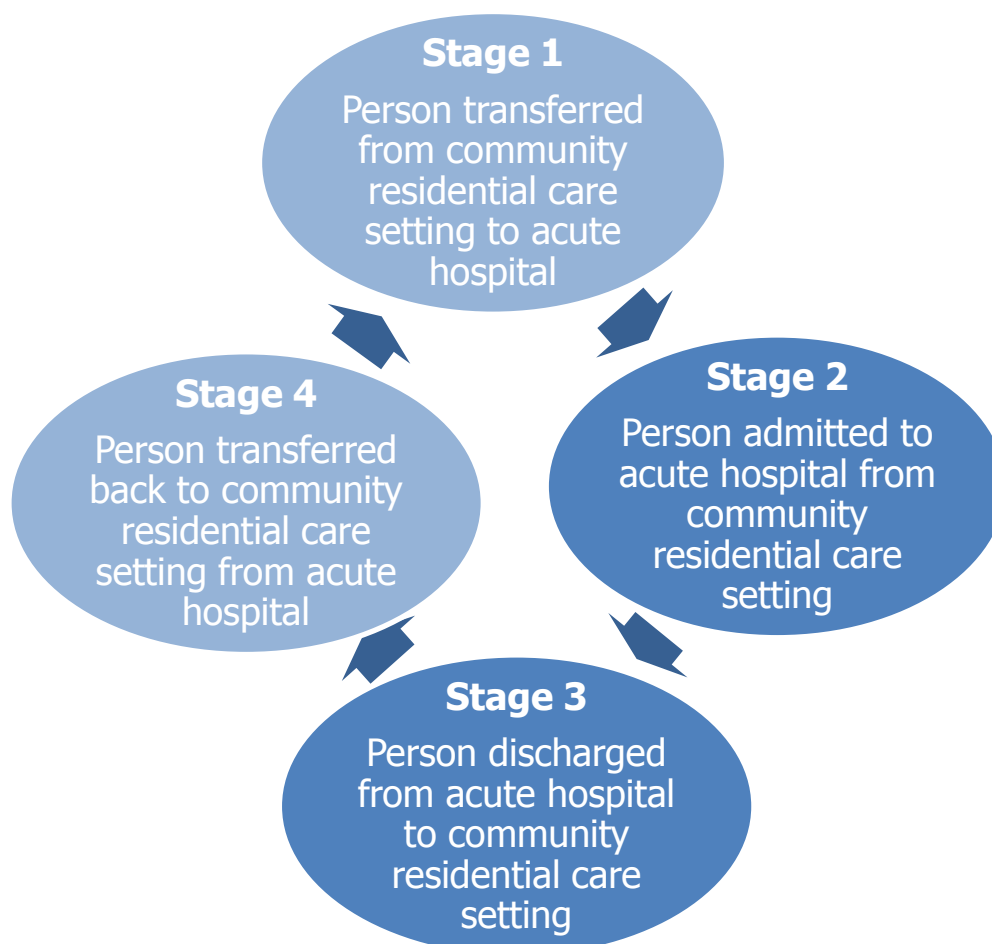 Stage 1
Person transferred
from community
residential care
setting to acute
hospital
Stage 2
Person admitted to
acute hospital from
community
residential care
setting
Stage 3
Person discharged
from acute hospital
to community
residential care
setting
Stage 4
Person transferred
back to community
residential care
setting from acute
hospital